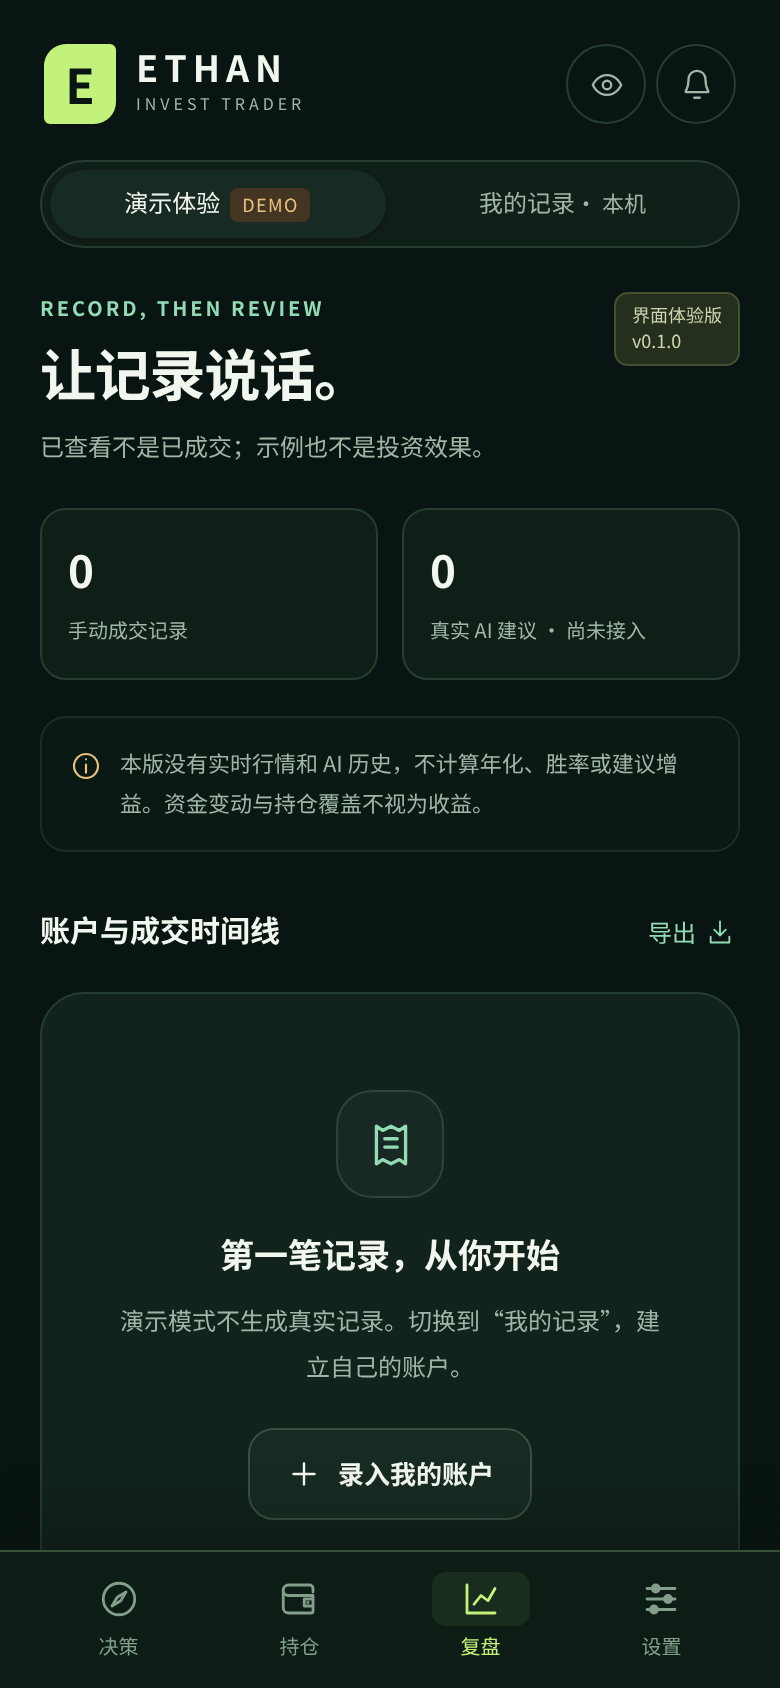 E
ETHAN
INVEST TRADER
演示体验 DEMO
我的记录 · 本机
RECORD, THEN REVIEW
界面体验版
v0.1.0
让记录说话。
已查看不是已成交；示例也不是投资效果。
0
手动成交记录
0
真实 AI 建议 · 尚未接入
本版没有实时行情和 AI 历史，不计算年化、胜率或建议增
益。资金变动与持仓覆盖不视为收益。
账户与成交时间线
导出
第一笔记录，从你开始
演示模式不生成真实记录。切换到“我的记录”，建
立自己的账户。
录入我的账户
决策
持仓
复盘
设置